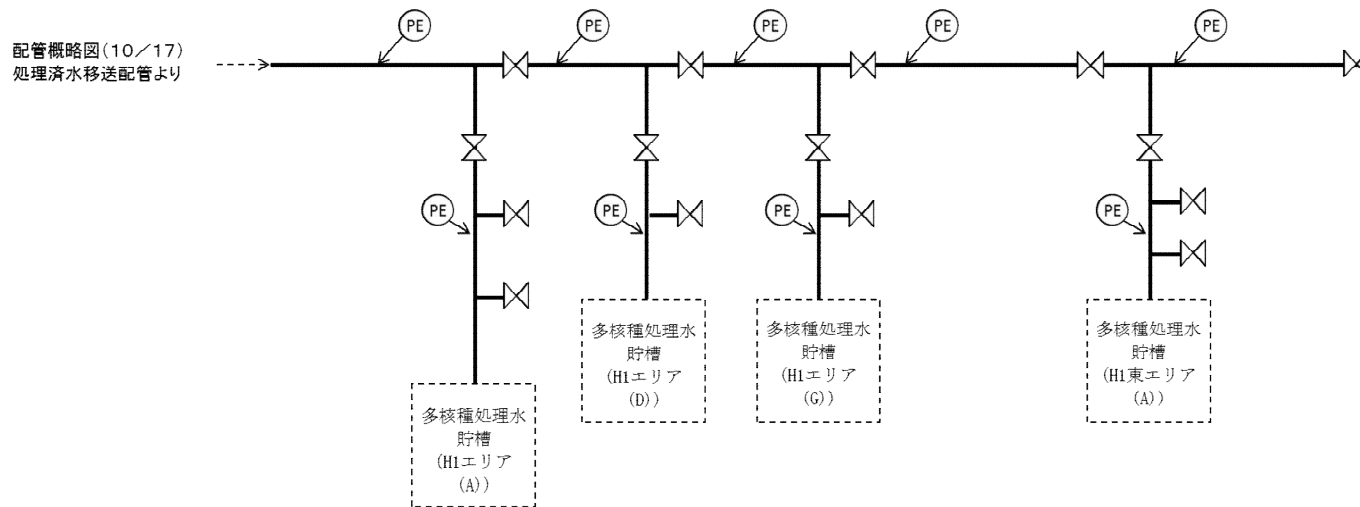 配管概略図(10/17)
処理済水移送配管より
PE
PE
PE
PE
PE
PE
PE
PE
PE
多核種処理水
貯槽
(H1エリア
(A))
多核種処理水
貯槽
(H1エリア
(D))
多核種処理水
貯槽
(H1エリア
(G))
多核種処理水
貯槽
(H1東エリア
(A))